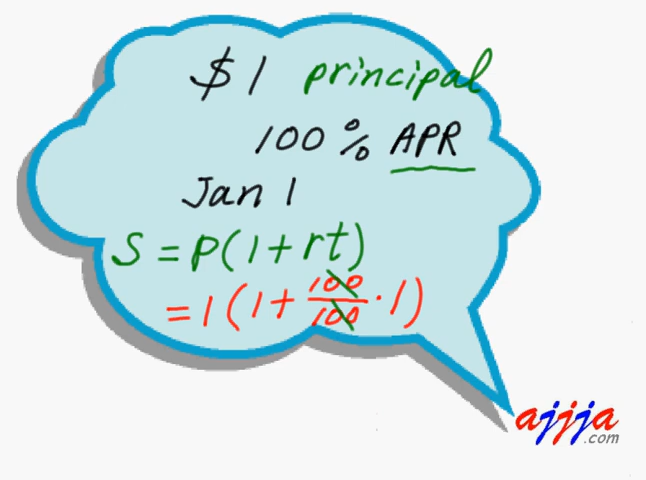 $1 principal
100% APR
Jan 1
S = P(1+rt)
= 1(1+100/100·1)
ajjja
.com